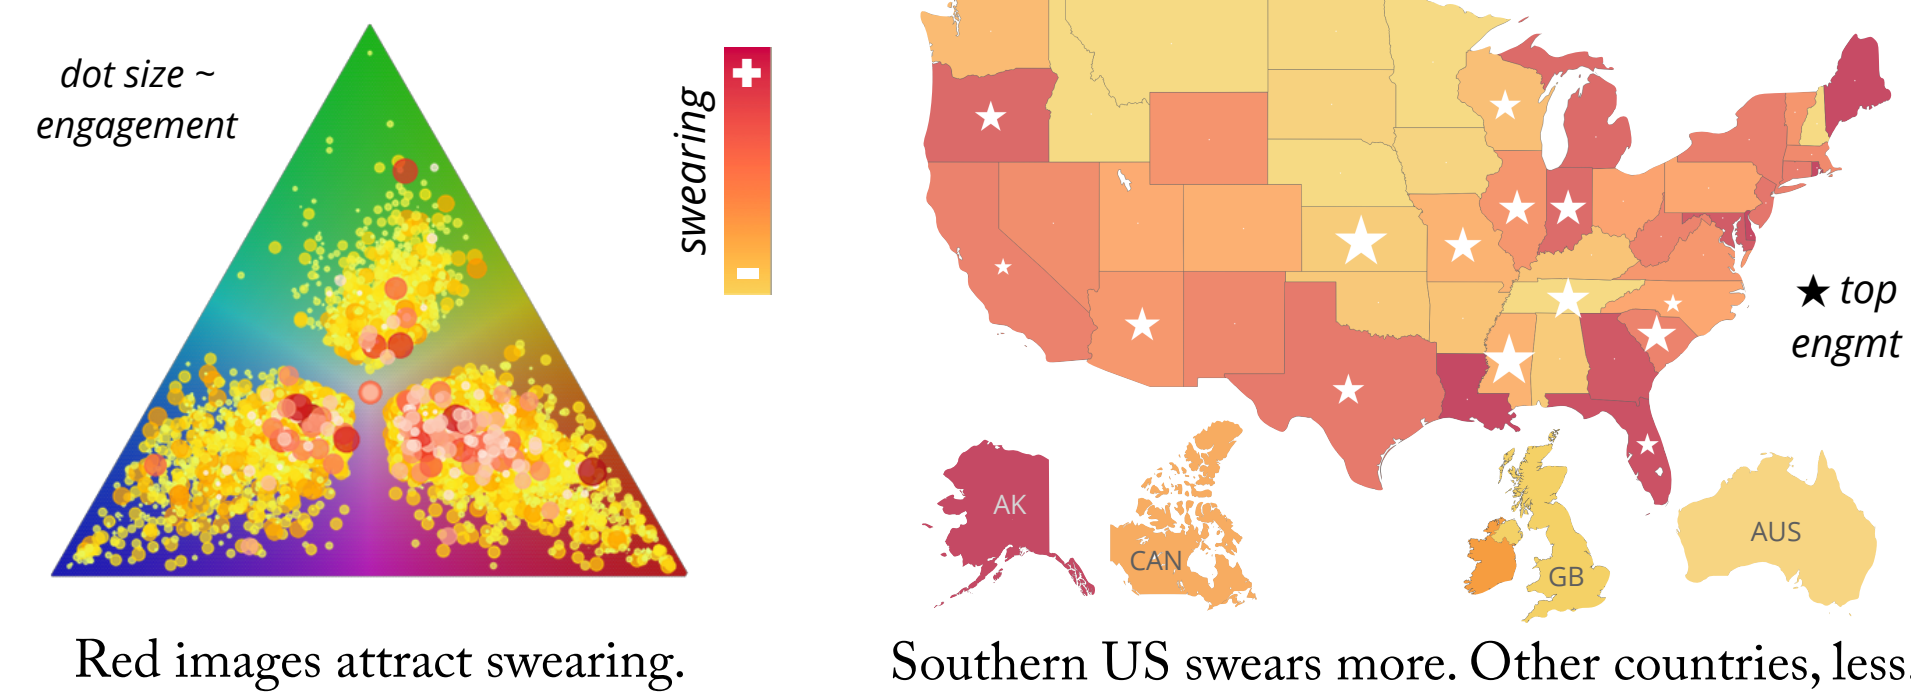 dot size ~
engagement
swearing
Red images attract swearing.
★ top
engmt
AK
CAN
GB
AUS
Southern US swears more. Other countries, less.